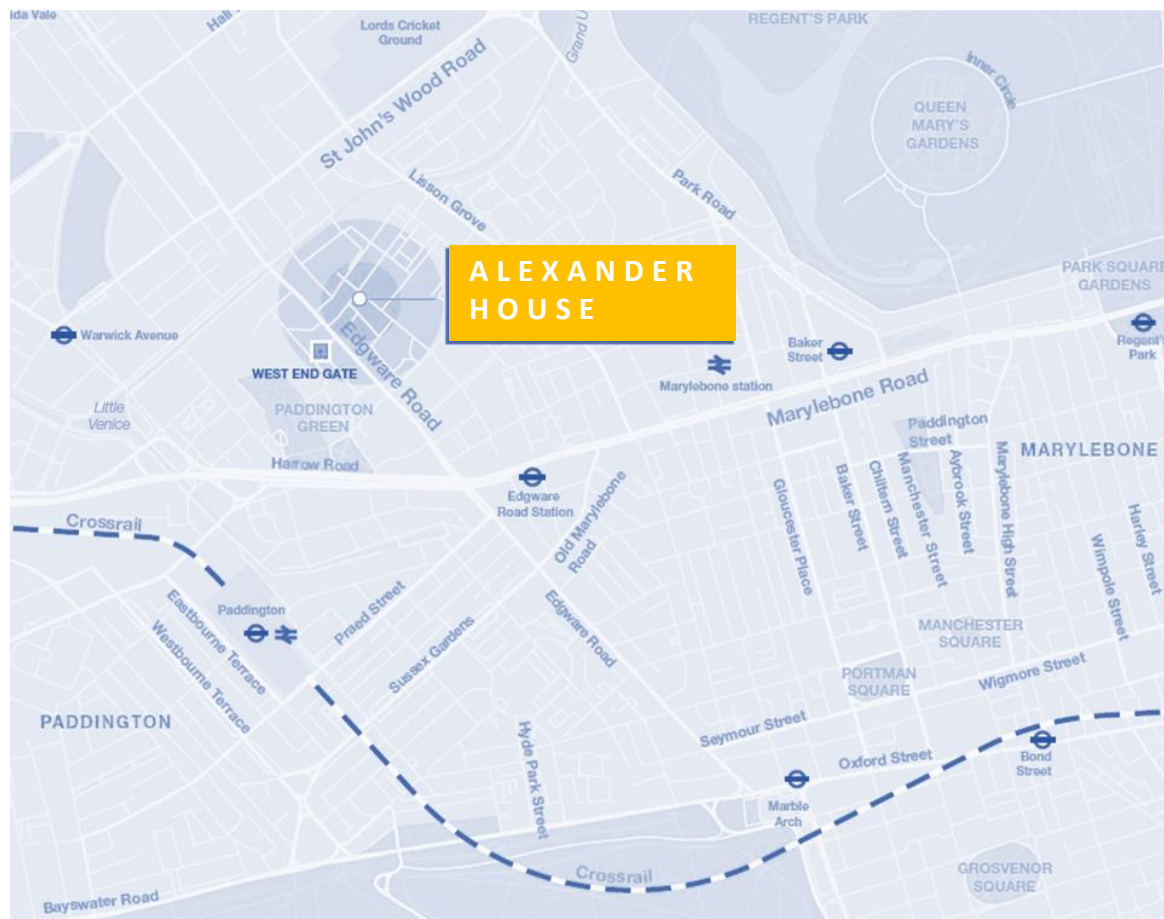 da Vale
Hall
Lords Cricket
Ground
Grand U
REGENT'S PARK
Inner Circle
QUEEN
MARY'S
GARDENS
St John's Wood Road
Lisson Grove
Park Road
ALEXANDER
HOUSE
PARK SQUARE
GARDENS
Warwick Avenue
Edgware Road
WEST END GATE
Baker
Street
Regent's
Park
Marylebone station
Marylebone Road
Little
Venice
PADDINGTON
GREEN
Harrow Road
Paddington
Street
MARYLEBONE
Edgware
Road Station
Old Marylebone
Road
Gloucester Place
Baker Street
Chiltern Street
Manchester Street
Aybrook Street
Marylebone High Street
Harley Street
Wimpole Street
Crossrail
Paddington
Praed Street
Eastbourne Terrace
Westbourne Terrace
Sussex Gardens
Edgware Road
MANCHESTER
SQUARE
PORTMAN
SQUARE
Wigmore Street
PADDINGTON
Hyde Park Street
Seymour Street
Oxford Street
Bond
Street
Marble
Arch
Crossrail
GROSVENOR
SQUARE
Bayswater Road